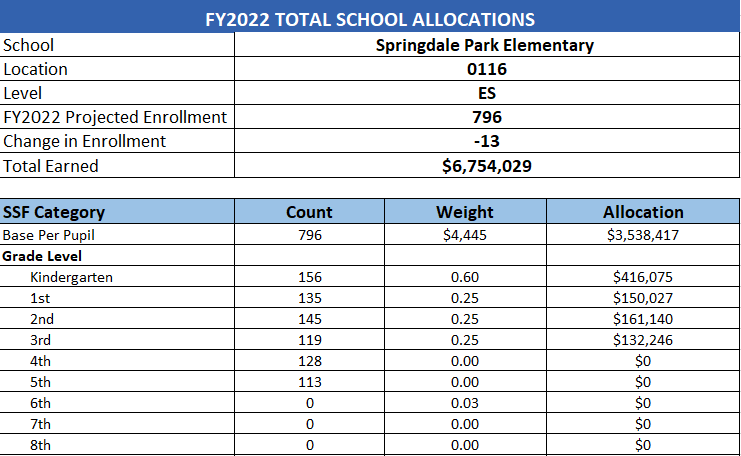 FY2022 TOTAL SCHOOL ALLOCATIONS
School Springdale Park Elementary
Location 0116
Level ES
FY2022 Projected Enrollment 796
Change in Enrollment -13
Total Earned $6,754,029
SSF Category Count Weight Allocation
Base Per Pupil 796 $4,445 $3,538,417
Grade Level
Kindergarten 156 0.60 $416,075
1st 135 0.25 $150,027
2nd 145 0.25 $161,140
3rd 119 0.25 $132,246
4th 128 0.00 $0
5th 113 0.00 $0
6th 0 0.03 $0
7th 0 0.00 $0
8th 0 0.00 $0